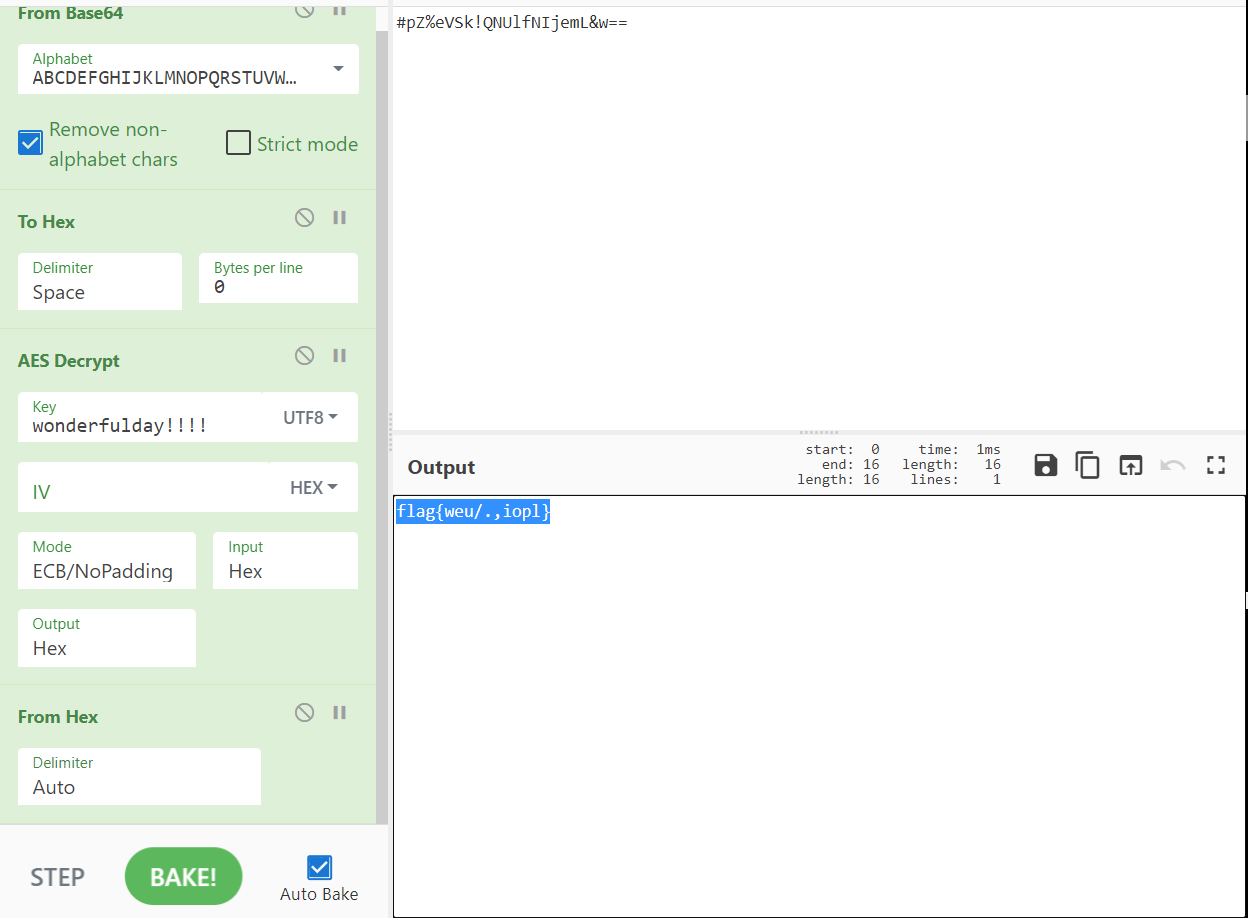 From Base64
Alphabet
ABCDEFGHIJKLMNOPQRSTUVW…
Remove non-
alphabet chars
Strict mode
To Hex
Delimiter
Space
Bytes per line
0
AES Decrypt
Key
wonderfulday!!!!
UTF8
IV
HEX
Mode
ECB/NoPadding
Input
Hex
Output
Hex
From Hex
Delimiter
Auto
STEP
BAKE!
Auto Bake
#pZ%eVSk!QNUlfNIjemL&w==
Output
start: 0 time: 1ms
end: 16 length: 16
length: 16 lines: 1
flag{weu/.,iopl}